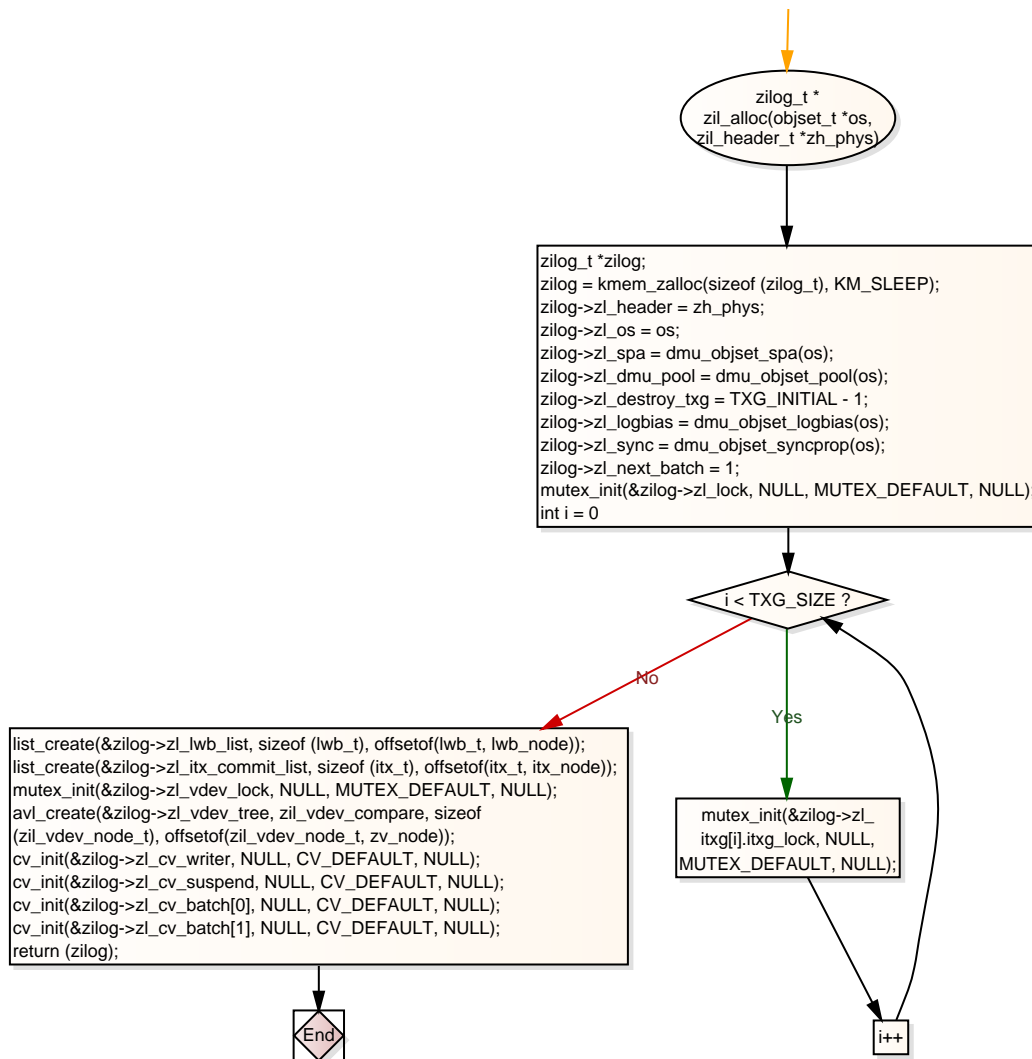 zilog_t *
zil_alloc(objset_t *os,
zil_header_t *zh_phys)
zilog_t *zilog;
zilog = kmem_zalloc(sizeof (zilog_t), KM_SLEEP);
zilog->zl_header = zh_phys;
zilog->zl_os = os;
zilog->zl_spa = dmu_objset_spa(os);
zilog->zl_dmu_pool = dmu_objset_pool(os);
zilog->zl_destroy_txg = TXG_INITIAL - 1;
zilog->zl_logbias = dmu_objset_logbias(os);
zilog->zl_sync = dmu_objset_syncprop(os);
zilog->zl_next_batch = 1;
mutex_init(&zilog->zl_lock, NULL, MUTEX_DEFAULT, NULL);
int i = 0
i < TXG_SIZE ?
No
Yes
list_create(&zilog->zl_lwb_list, sizeof (lwb_t), offsetof(lwb_t, lwb_node));
list_create(&zilog->zl_itx_commit_list, sizeof (itx_t), offsetof(itx_t, itx_node));
mutex_init(&zilog->zl_vdev_lock, NULL, MUTEX_DEFAULT, NULL);
avl_create(&zilog->zl_vdev_tree, zil_vdev_compare, sizeof
(zil_vdev_node_t), offsetof(zil_vdev_node_t, zv_node));
cv_init(&zilog->zl_cv_writer, NULL, CV_DEFAULT, NULL);
cv_init(&zilog->zl_cv_suspend, NULL, CV_DEFAULT, NULL);
cv_init(&zilog->zl_cv_batch[0], NULL, CV_DEFAULT, NULL);
cv_init(&zilog->zl_cv_batch[1], NULL, CV_DEFAULT, NULL);
return (zilog);
mutex_init(&zilog->zl_
itxg[i].itxg_lock, NULL,
MUTEX_DEFAULT, NULL);
End
i++